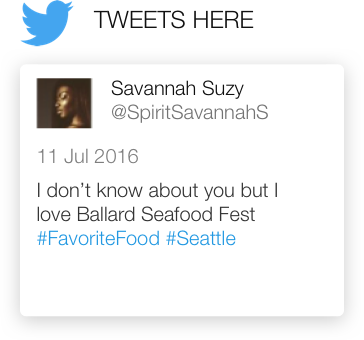 TWEETS HERE
Savannah Suzy
@SpiritSavannahS
11 Jul 2016
I don’t know about you but I
love Ballard Seafood Fest
#FavoriteFood #Seattle